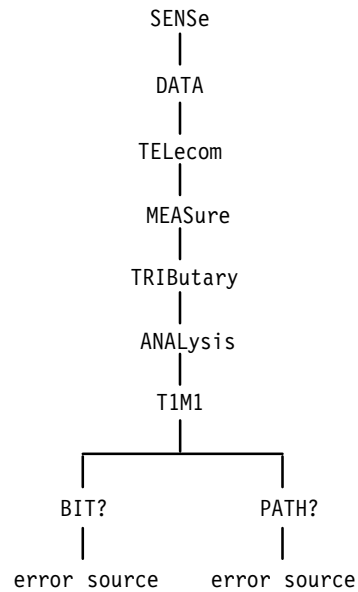 SENSe
DATA
TELecom
MEASure
TRIButary
ANALysis
T1M1
BIT? PATH?
error source error source